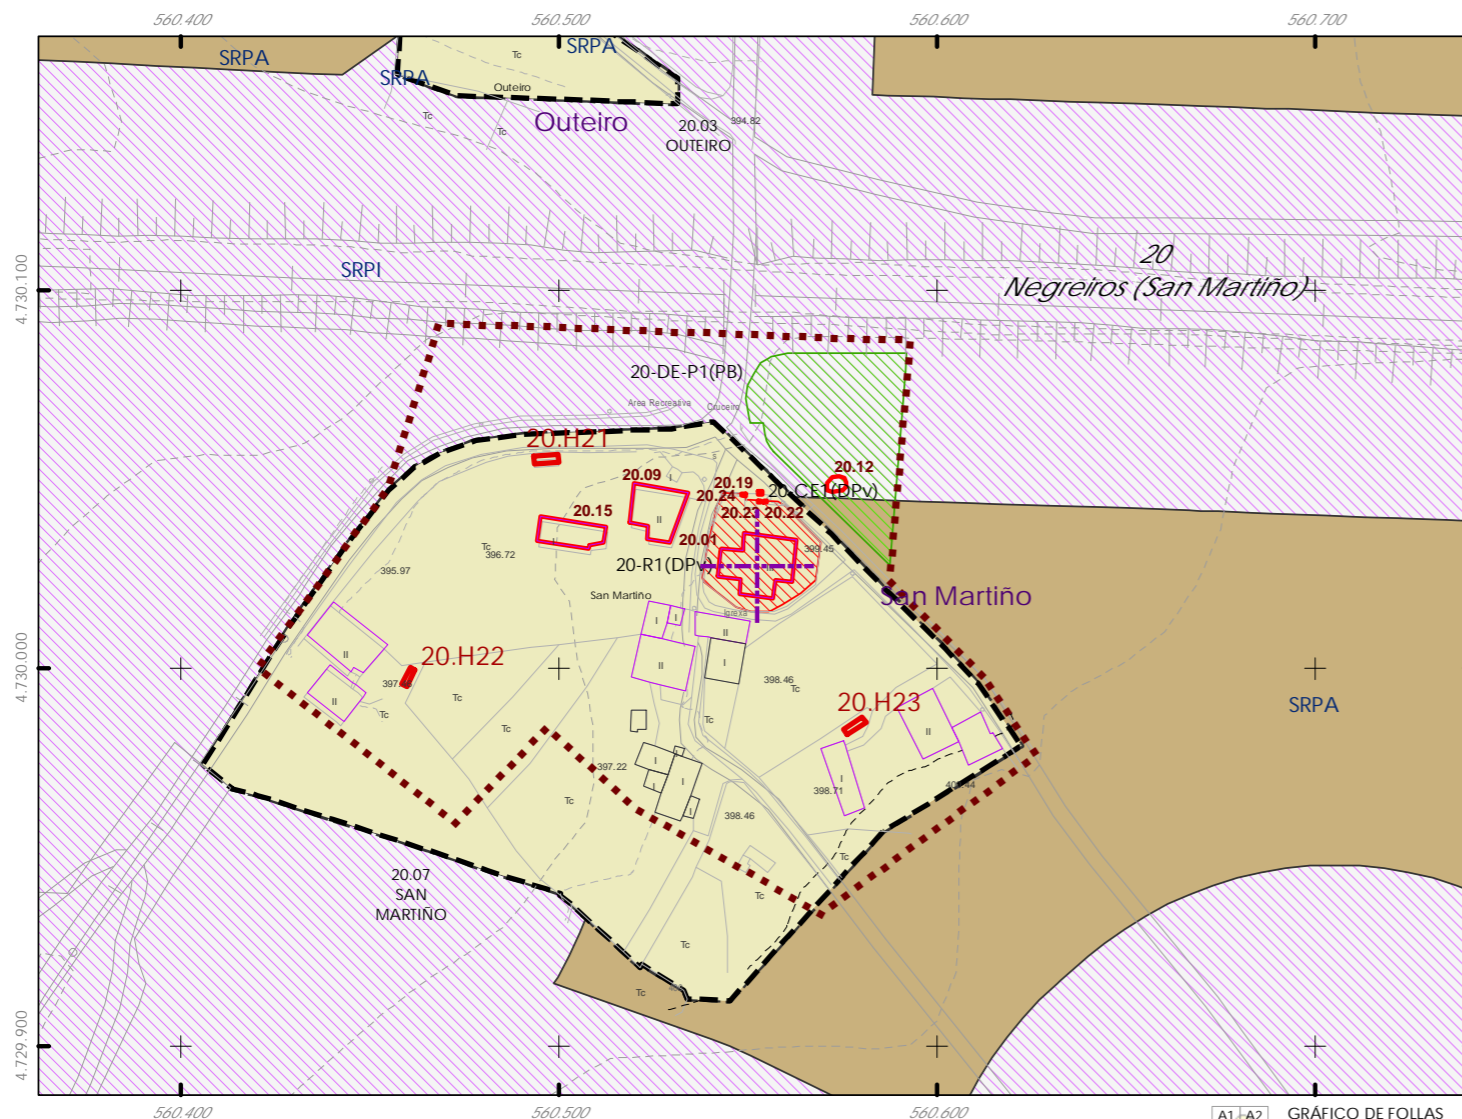 560.400
560.500
560.600
560.700
SRPA
SRPA
SRPA
Tc
Outeiro
Tc
Tc
Outeiro
20.03
OUTEIRO
394.82
4.730.100
SRPI
20
Negreiros (San Martiño)
20-DE-P1(PB)
Area Recreativa
Cruceiro
20.H21
20.09
I
20.19
20.12
20.24
20-CE1(DPv)
20.15
II
20.23
20.22
20.01
Tc
396.72
399.45
395.97
20-R1(DPv)
San Martiño
San Martiño
Igrexa
I
I
II
II
20.H22
II
I
4.730.000
397.45
398.46
Tc
II
Tc
Tc
20.H23
SRPA
Tc
Tc
II
397.22
I
I
I
I
I
398.71
Tc
398.46
Tc
20.07
SAN
MARTIÑO
Tc
Tc
Tc
4.729.900
560.400
560.500
560.600
A1
A2
GRÁFICO DE FOLLAS